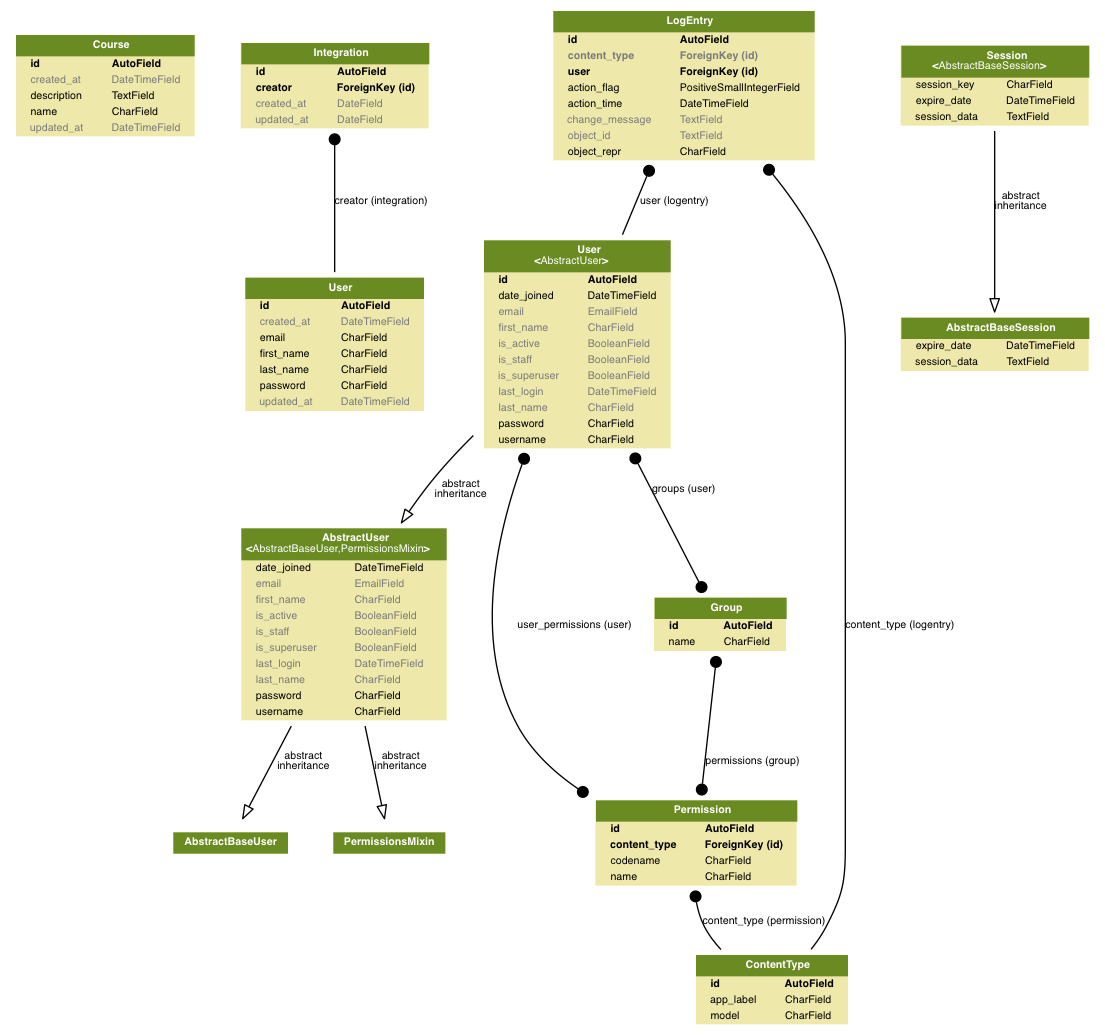 Course
id AutoField
created_at DateTimeField
description TextField
name CharField
updated_at DateTimeField
Integration
id AutoField
creator ForeignKey (id)
created_at DateField
updated_at DateField
LogEntry
id AutoField
content_type ForeignKey (id)
user ForeignKey (id)
action_flag PositiveSmallIntegerField
action_time DateTimeField
change_message TextField
object_id TextField
object_repr CharField
Session
<AbstractBaseSession>
session_key CharField
expire_date DateTimeField
session_data TextField
creator (integration)
user (logentry)
abstract
inheritance
User
id AutoField
created_at DateTimeField
email CharField
first_name CharField
last_name CharField
password CharField
updated_at DateTimeField
User
<AbstractUser>
id AutoField
date_joined DateTimeField
email EmailField
first_name CharField
is_active BooleanField
is_staff BooleanField
is_superuser BooleanField
last_login DateTimeField
last_name CharField
password CharField
username CharField
AbstractBaseSession
expire_date DateTimeField
session_data TextField
abstract
inheritance
groups (user)
AbstractUser
<AbstractBaseUser,PermissionsMixin>
date_joined DateTimeField
email EmailField
first_name CharField
is_active BooleanField
is_staff BooleanField
is_superuser BooleanField
last_login DateTimeField
last_name CharField
password CharField
username CharField
user_permissions (user)
Group
id AutoField
name CharField
content_type (logentry)
abstract
inheritance
abstract
inheritance
permissions (group)
AbstractBaseUser
PermissionsMixin
Permission
id AutoField
content_type ForeignKey (id)
codename CharField
name CharField
content_type (permission)
ContentType
id AutoField
app_label CharField
model CharField